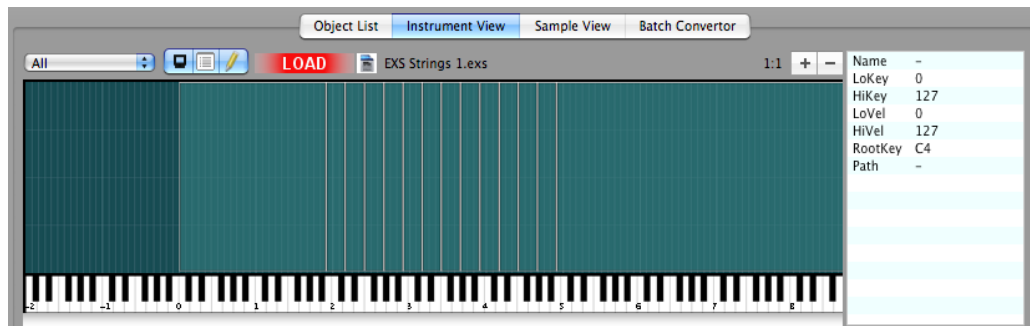 Object List Instrument View Sample View Batch Convertor
All LOAD EXS Strings 1.exs 1:1 + −
Name –
LoKey 0
HiKey 127
LoVel 0
HiVel 127
RootKey C4
Path –
-2 -1 0 1 2 3 4 5 6 7 8